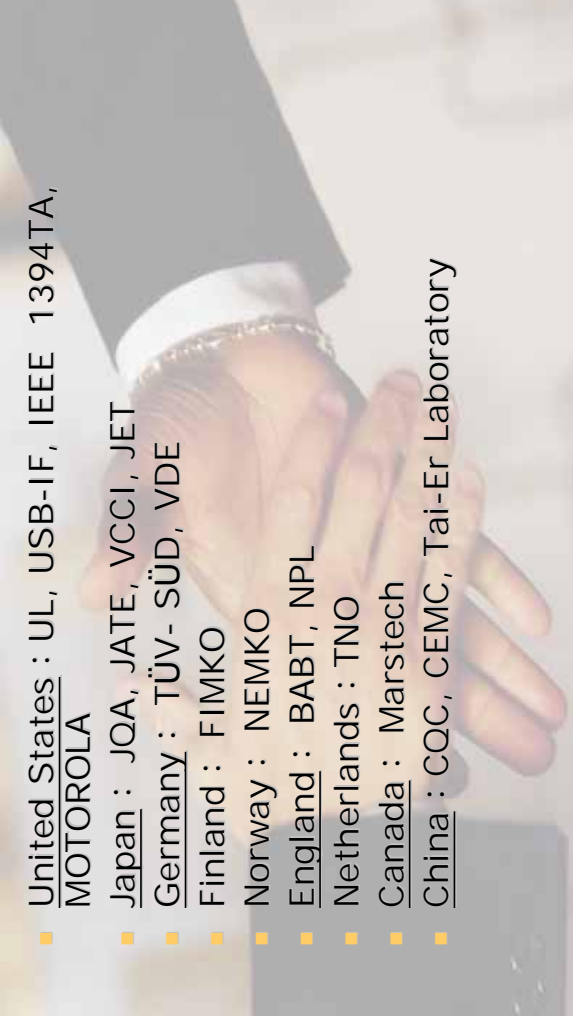 United States : UL, USB-IF, IEEE 1394TA,
MOTOROLA
Japan : JQA, JATE, VCCI, JET
Germany : TÜV- SÜD, VDE
Finland : FIMKO
Norway : NEMKO
England : BABT, NPL
Netherlands : TNO
Canada : Marstech
China : CQC, CEMC, Tai-Er Laboratory